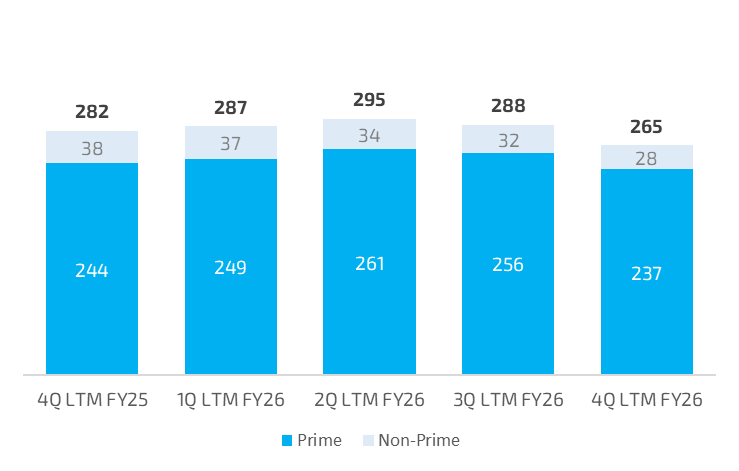 282 287 295 288 265
38 37 34 32 28
244 249 261 256 237
4Q LTM FY25 1Q LTM FY26 2Q LTM FY26 3Q LTM FY26 4Q LTM FY26
Prime Non-Prime